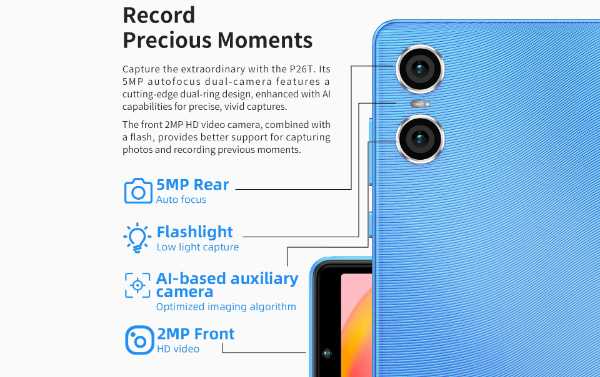 Record
Precious Moments
Capture the extraordinary with the P26T. Its
5MP autofocus dual-camera features a
cutting-edge dual-ring design, enhanced with AI
capabilities for precise, vivid captures.
The front 2MP HD video camera, combined with
a flash, provides better support for capturing
photos and recording previous moments.
5MP Rear
Auto focus
Flashlight
Low light capture
AI-based auxiliary
camera
Optimized imaging algorithm
2MP Front
HD video